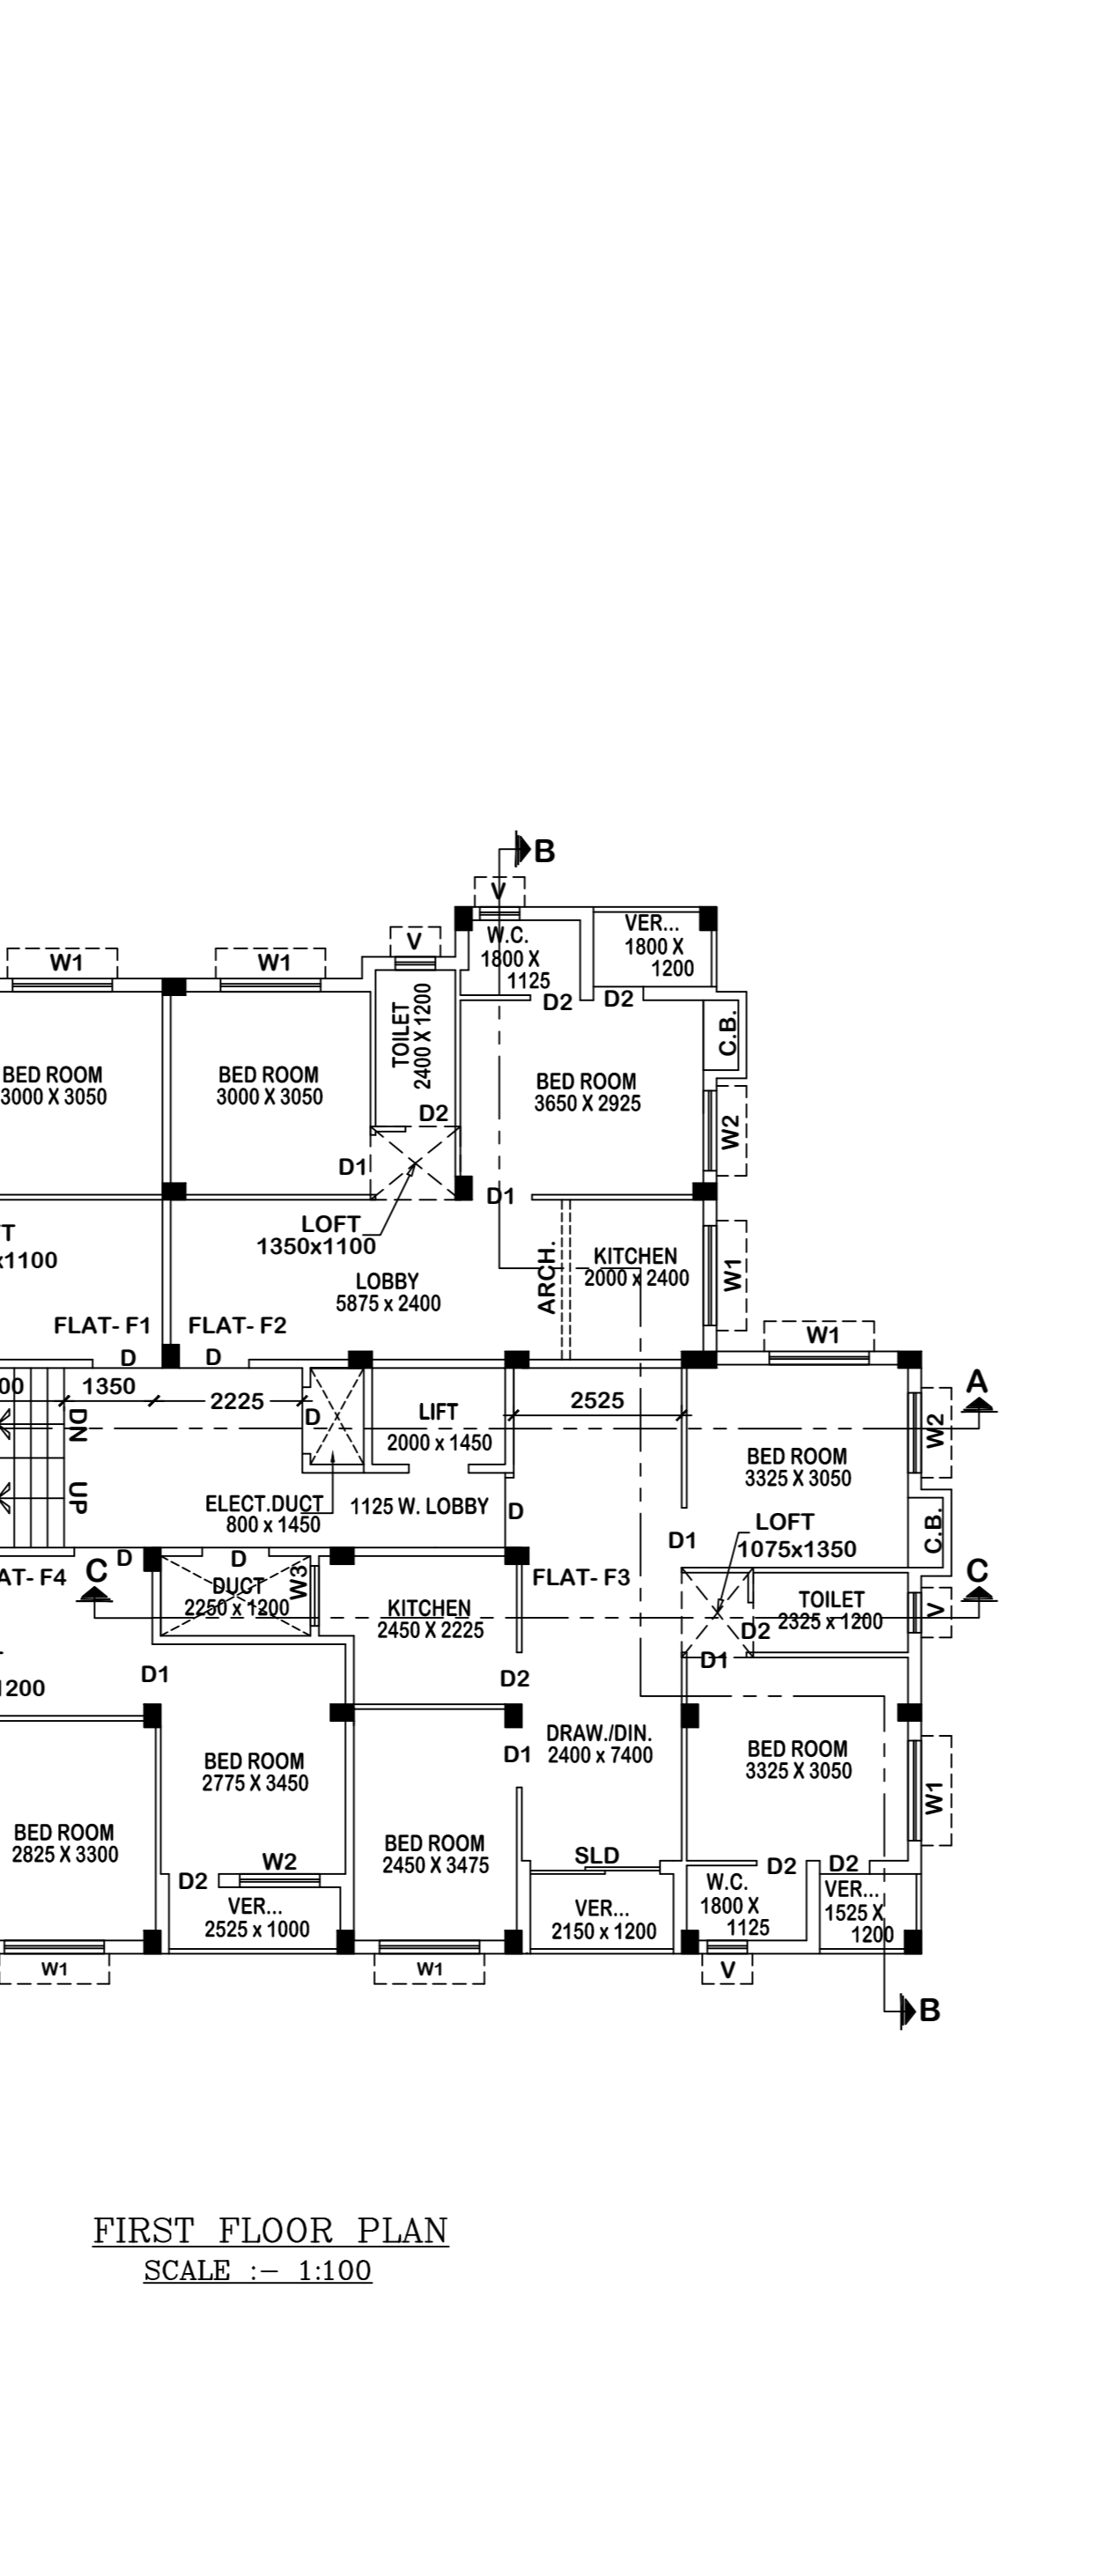 B
V
W.C.
1800 X
1125
VER...
1800 X
1200
W1
W1
V
D2
D2
TOILET
2400 X 1200
C.B.
BED ROOM
3000 X 3050
BED ROOM
3000 X 3050
BED ROOM
3650 X 2925
D2
W2
D1
D1
LOFT
1350x1100
x1100
ARCH.
KITCHEN
2000 x 2400
W1
LOBBY
5875 x 2400
FLAT- F1
FLAT- F2
D
D
W1
00
1350
2225
D
LIFT
2000 x 1450
2525
A
DN
W2
BED ROOM
3325 X 3050
UP
ELECT.DUCT
800 x 1450
1125 W. LOBBY
D
D1
LOFT
1075x1350
C.B.
D
D
AT- F4
C
DUCT
2250 x 1200
W3
FLAT- F3
KITCHEN
2450 X 2225
C
TOILET
2325 x 1200
V
D2
D1
1200
D1
D2
DRAW./DIN.
2400 x 7400
D1
BED ROOM
2775 X 3450
BED ROOM
3325 X 3050
W1
BED ROOM
2825 X 3300
BED ROOM
2450 X 3475
W2
D2
SLD
D2
D2
VER...
2525 x 1000
VER...
2150 x 1200
W.C.
1800 X
1125
VER...
1525 X
1200
W1
W1
V
B
FIRST FLOOR PLAN
SCALE :- 1:100